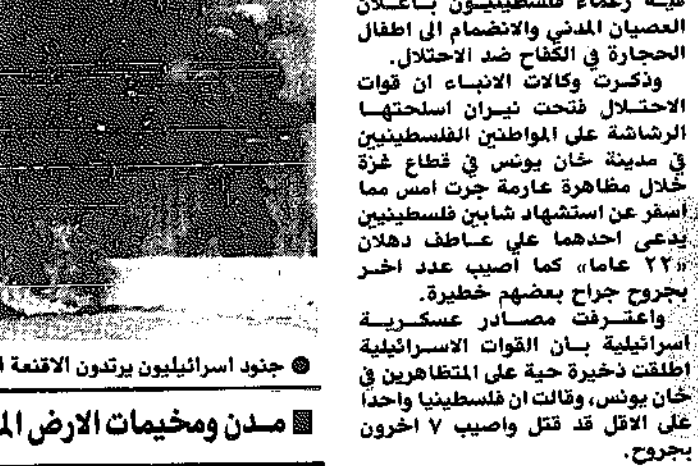 زعماء فلسطينيون باعلان
العصيان المدني والانضمام الى اطفال
الحجارة في الكفاح ضد الاحتلال.
وذكرت وكالات الانباء ان قوات
الاحتلال فتحت نيران اسلحتها
الرشاشة على المواطنين الفلسطينيين
في مدينة خان يونس في قطاع غزة
خلال مظاهرة عارمة جرت امس مما
اسفر عن استشهاد شابين فلسطينيين
يدعى احدهما علي عاطف دهلان
«٢٢ عاما» كما اصيب عدد اخر
بجروح جراح بعضهم خطيرة.
واعترفت مصادر عسكرية
اسرائيلية بان القوات الاسرائيلية
اطلقت ذخيرة حية على المتظاهرين في
خان يونس، وقالت ان فلسطينيا واحدا
على الاقل قد قتل واصيب ٧ اخرون
بجروح.
جنود اسرائيليون يرتدون الاقنعة
مدن ومخيمات الارض